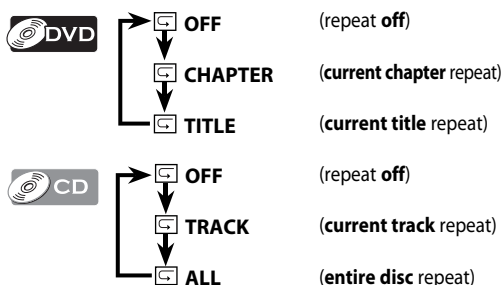 DVD
OFF (repeat off)
CHAPTER (current chapter repeat)
TITLE (current title repeat)
CD
OFF (repeat off)
TRACK (current track repeat)
ALL (entire disc repeat)